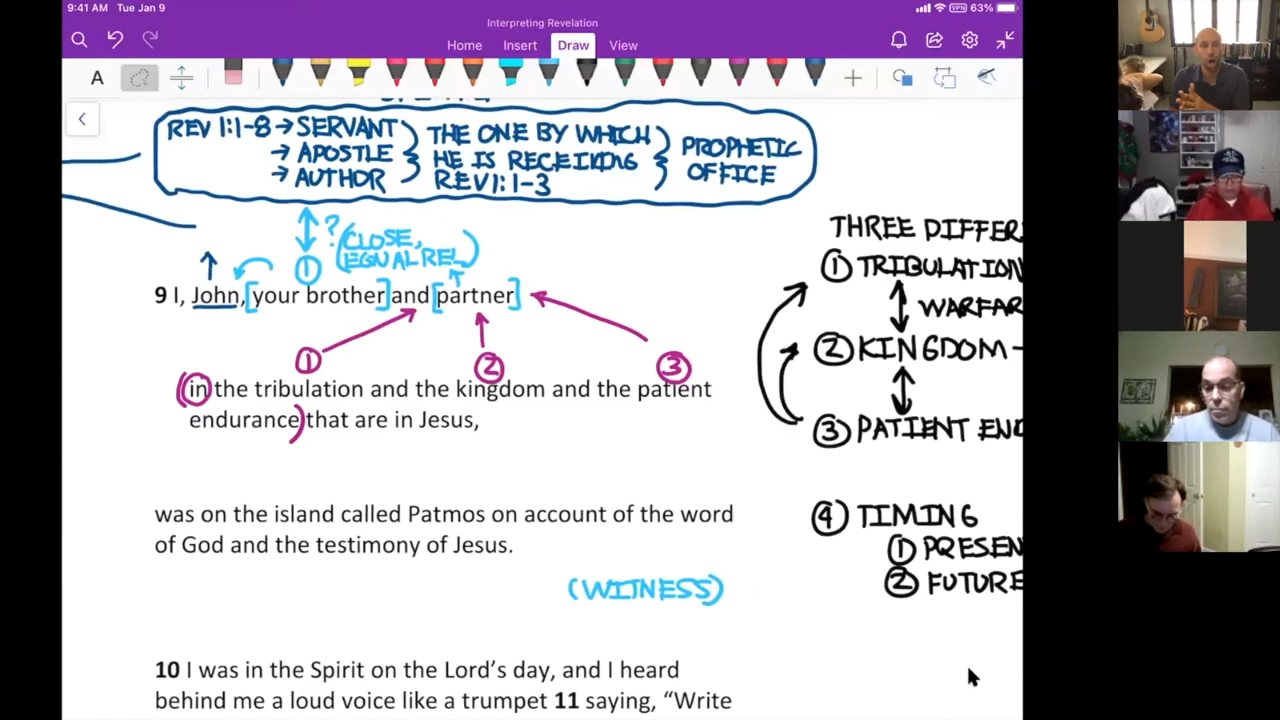 9:41 AM Tue Jan 9
VPN 63%
Interpreting Revelation
Home Insert Draw View
A
REV 1:1-8 → SERVANT
→ APOSTLE
→ AUTHOR
THE ONE BY WHICH
HE IS RECEIVING
REV 1:1-3
PROPHETIC
OFFICE
?
(CLOSE,
EQUAL REL)
1
9 I, John, [your brother] and [partner]
1 2 3
(in the tribulation and the kingdom and the patient
endurance) that are in Jesus,
was on the island called Patmos on account of the word
of God and the testimony of Jesus.
(WITNESS)
10 I was in the Spirit on the Lord’s day, and I heard
behind me a loud voice like a trumpet 11 saying, “Write
THREE DIFFER
1 TRIBULATION
WARFAR
2 KINGDOM -
3 PATIENT END
4 TIMING
1 PRESEN
2 FUTURE